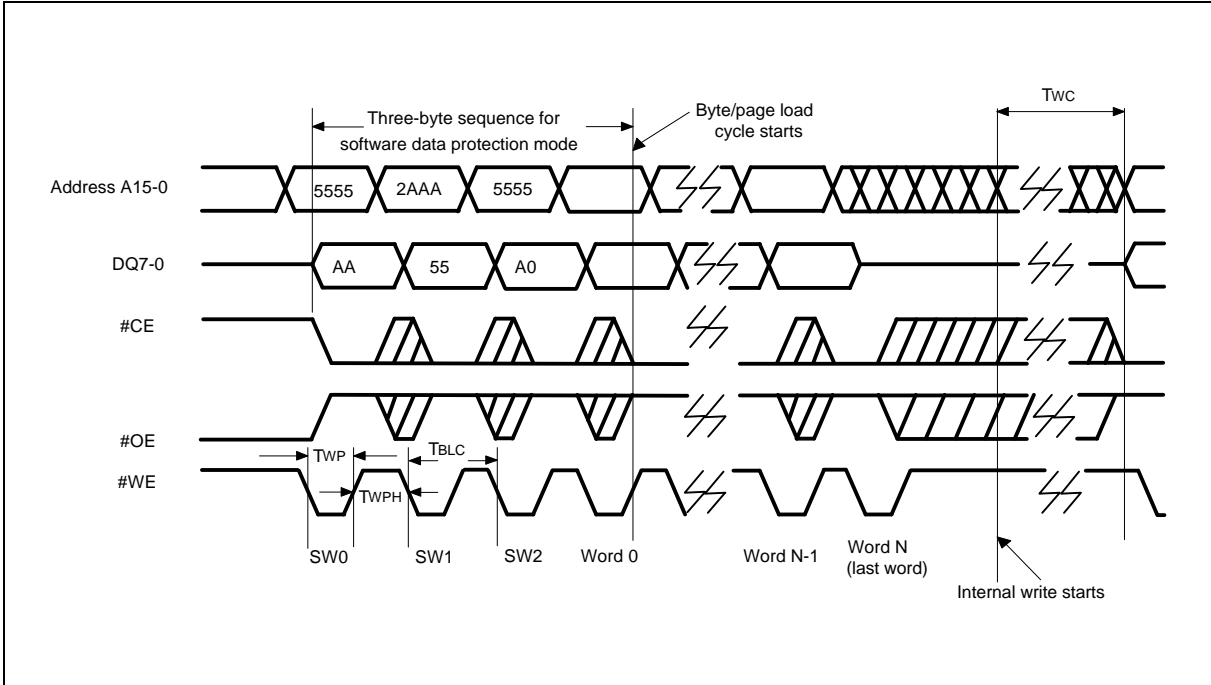 TWC
Three-byte sequence for
software data protection mode
Byte/page load
cycle starts
Address A15-0
5555
2AAA
5555
DQ7-0
AA
55
A0
#CE
#OE
TWP
TBLC
#WE
TWPH
SW0
SW1
SW2
Word 0
Word N-1
Word N
(last word)
Internal write starts